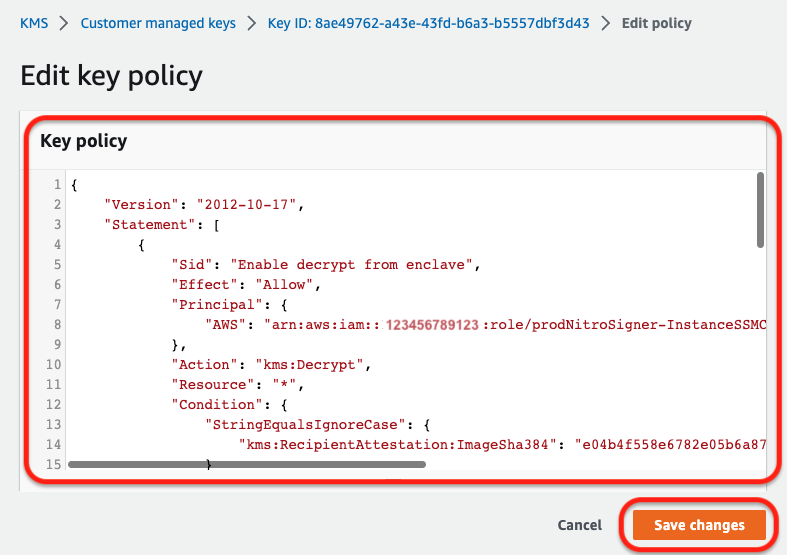 KMS > Customer managed keys > Key ID: 8ae49762-a43e-43fd-b6a3-b5557dbf3d43 > Edit policy
Edit key policy
Key policy
1 {
2 "Version": "2012-10-17",
3 "Statement": [
4 {
5 "Sid": "Enable decrypt from enclave",
6 "Effect": "Allow",
7 "Principal": {
8 "AWS": "arn:aws:iam::123456789123:role/prodNitroSigner-InstanceSSMC
9 },
10 "Action": "kms:Decrypt",
11 "Resource": "*",
12 "Condition": {
13 "StringEqualsIgnoreCase": {
14 "kms:RecipientAttestation:ImageSha384": "e04b4f558e6782e05b6a87
15 }
Cancel Save changes